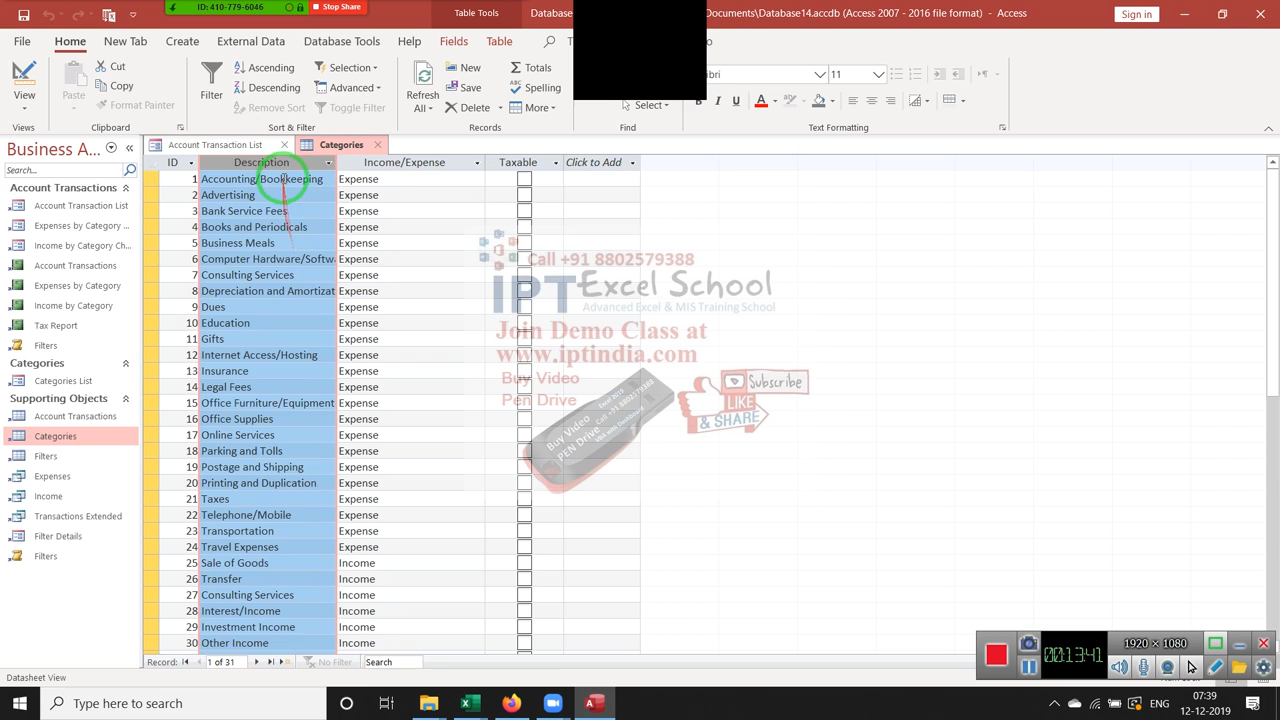 ID: 410-779-6046
Stop Share
Table Tools
Database
Documents\Database14.accdb (Access 2007 - 2016 file format) - Access
Sign in
File
Home
New Tab
Create
External Data
Database Tools
Help
Fields
Table
View
Paste
Cut
Copy
Format Painter
Filter
Ascending
Descending
Remove Sort
Selection
Advanced
Toggle Filter
Refresh
All
New
Save
Delete
Totals
Spelling
More
Select
11
B I U A
Views
Clipboard
Sort & Filter
Records
Find
Text Formatting
Business A...
Search...
Account Transactions
Account Transaction List
Expenses by Category ...
Income by Category Ch...
Account Transactions
Expenses by Category
Income by Category
Tax Report
Filters
Categories
Categories List
Supporting Objects
Account Transactions
Categories
Filters
Expenses
Income
Transactions Extended
Filter Details
Filters
Account Transaction List
Categories
ID Description Income/Expense Taxable Click to Add
1 Accounting/Bookkeeping Expense
2 Advertising Expense
3 Bank Service Fees Expense
4 Books and Periodicals Expense
5 Business Meals Expense
6 Computer Hardware/Softwa Expense
7 Consulting Services Expense
8 Depreciation and Amortizat Expense
9 Dues Expense
10 Education Expense
11 Gifts Expense
12 Internet Access/Hosting Expense
13 Insurance Expense
14 Legal Fees Expense
15 Office Furniture/Equipment Expense
16 Office Supplies Expense
17 Online Services Expense
18 Parking and Tolls Expense
19 Postage and Shipping Expense
20 Printing and Duplication Expense
21 Taxes Expense
22 Telephone/Mobile Expense
23 Transportation Expense
24 Travel Expenses Expense
25 Sale of Goods Income
26 Transfer Income
27 Consulting Services Income
28 Interest/Income Income
29 Investment Income Income
30 Other Income Income
Call +91 8802579388
IPT Excel School
Advanced Excel & MIS Training School
Join Demo Class at
www.iptindia.com
Buy Video
Pen Drive
Buy Video
PEN Drive
Call +91 8802579388
Subscribe
LIKE
& SHARE
Record:
1 of 31
No Filter
Search
Datasheet View
00:13:41
1920 × 1080
Type here to search
ENG
07:39
12-12-2019